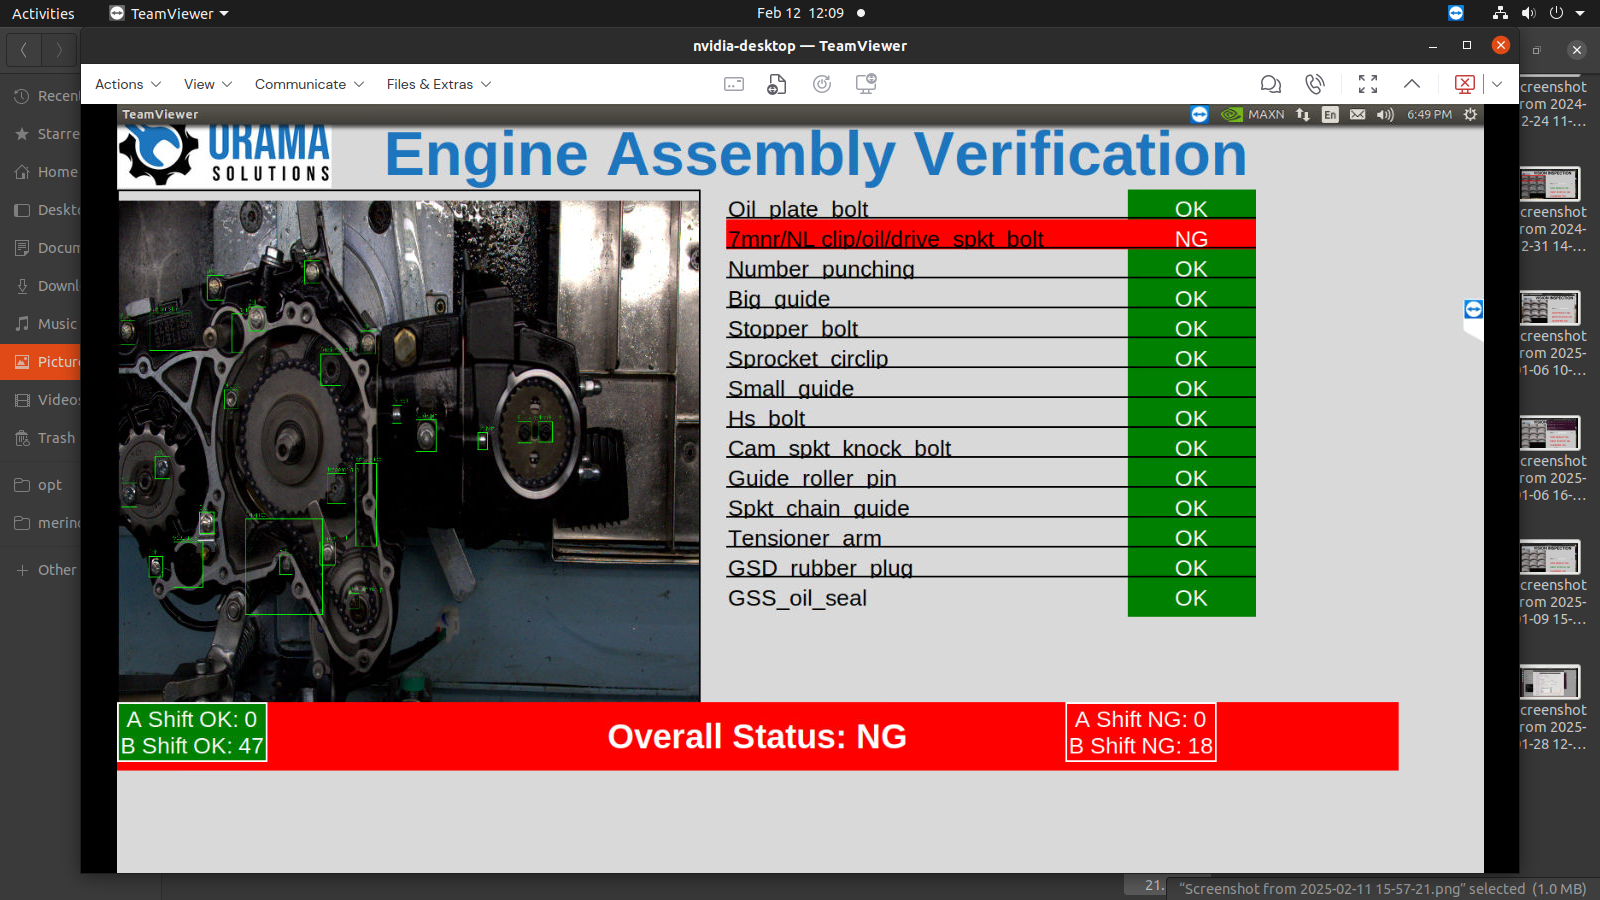 Activities TeamViewer Feb 12 12:09
nvidia-desktop — TeamViewer
Actions View Communicate Files & Extras
TeamViewer MAXN En 6:49 PM
URAMA
SOLUTIONS
Engine Assembly Verification
Oil_plate_bolt OK
7mnr/NL clip/oil/drive_spkt_bolt NG
Number_punching OK
Big_guide OK
Stopper_bolt OK
Sprocket_circlip OK
Small_guide OK
Hs_bolt OK
Cam_spkt_knock_bolt OK
Guide_roller_pin OK
Spkt_chain_guide OK
Tensioner_arm OK
GSD_rubber_plug OK
GSS_oil_seal OK
A Shift OK: 0
B Shift OK: 47
Overall Status: NG
A Shift NG: 0
B Shift NG: 18
Recen
Starre
Home
Deskto
Docum
Downl
Music
Pictur
Videos
Trash
opt
merin
Other
creenshot
rom 2024-
2-24 11-…
creenshot
rom 2024-
2-31 14-…
creenshot
rom 2025-
1-06 10-…
creenshot
rom 2025-
1-06 16-…
creenshot
rom 2025-
1-09 15-…
creenshot
rom 2025-
1-28 12-…
21.
“Screenshot from 2025-02-11 15-57-21.png” selected (1.0 MB)